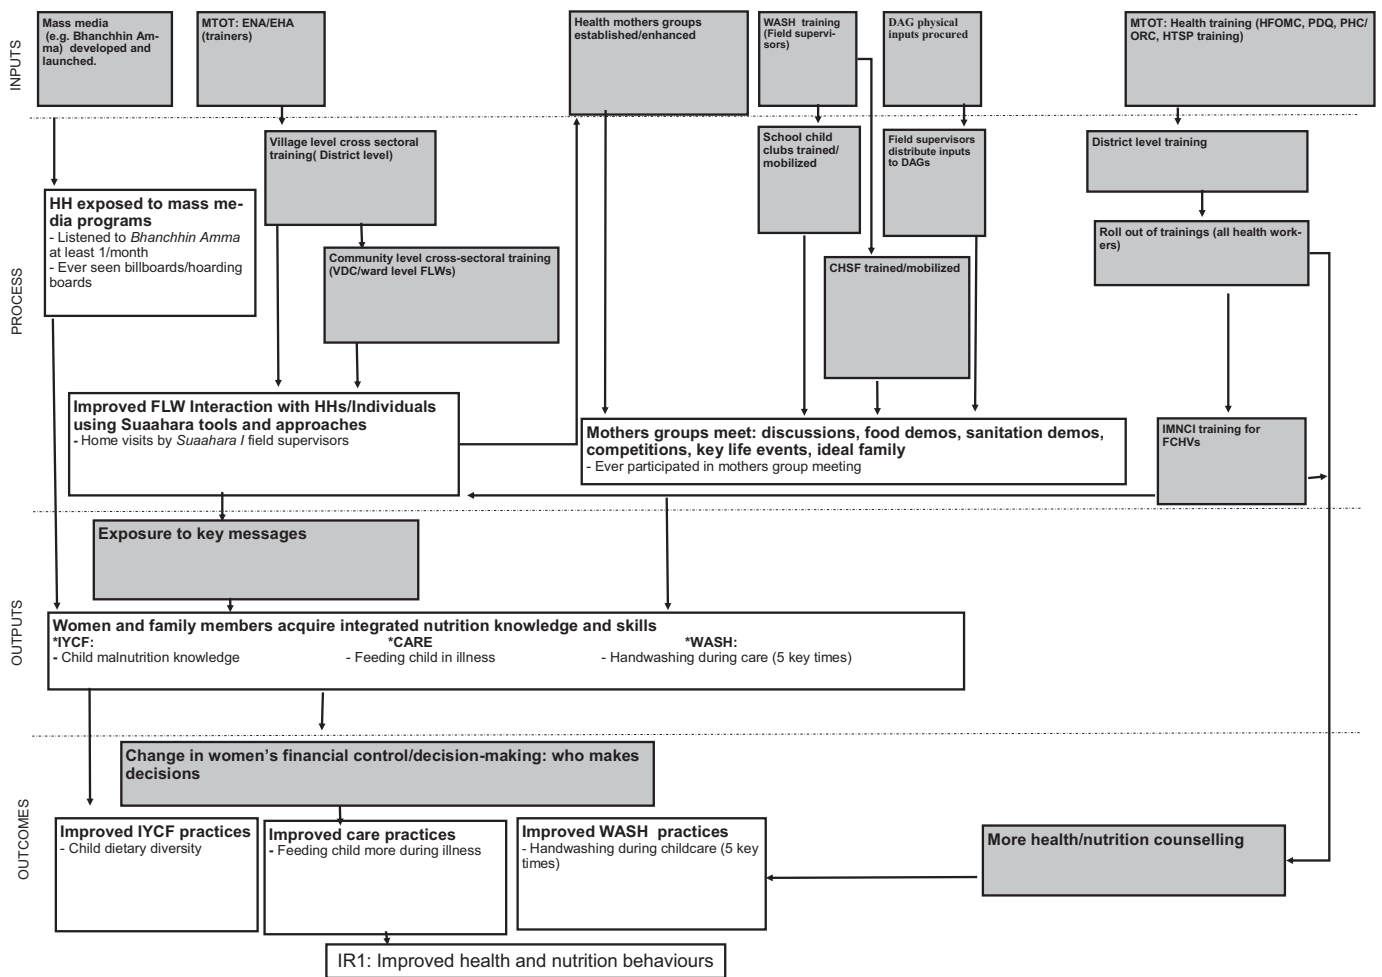 INPUTS
Mass media
(e.g. Bhanchhin Am-
ma) developed and
launched.
MTOT: ENA/EHA
(trainers)
Health mothers groups
established/enhanced
WASH training
(Field supervi-
sors)
DAG physical
inputs procured
MTOT: Health training (HFOMC, PDQ, PHC/
ORC, HTSP training)
PROCESS
Village level cross sectoral
training( District level)
School child
clubs trained/
mobilized
Field supervisors
distribute inputs
to DAGs
District level training
HH exposed to mass me-
dia programs
- Listened to Bhanchhin Amma
at least 1/month
- Ever seen billboards/hoarding
boards
Community level cross-sectoral training
(VDC/ward level FLWs)
CHSF trained/mobilized
Roll out of trainings (all health work-
ers)
Improved FLW Interaction with HHs/Individuals
using Suaahara tools and approaches
- Home visits by Suaahara I field supervisors
Mothers groups meet: discussions, food demos, sanitation demos,
competitions, key life events, ideal family
- Ever participated in mothers group meeting
IMNCI training for
FCHVs
OUTPUTS
Exposure to key messages
Women and family members acquire integrated nutrition knowledge and skills
*IYCF: *CARE *WASH:
- Child malnutrition knowledge - Feeding child in illness - Handwashing during care (5 key times)
OUTCOMES
Change in women's financial control/decision-making: who makes
decisions
Improved IYCF practices
- Child dietary diversity
Improved care practices
- Feeding child more during illness
Improved WASH practices
- Handwashing during childcare (5 key
times)
More health/nutrition counselling
IR1: Improved health and nutrition behaviours